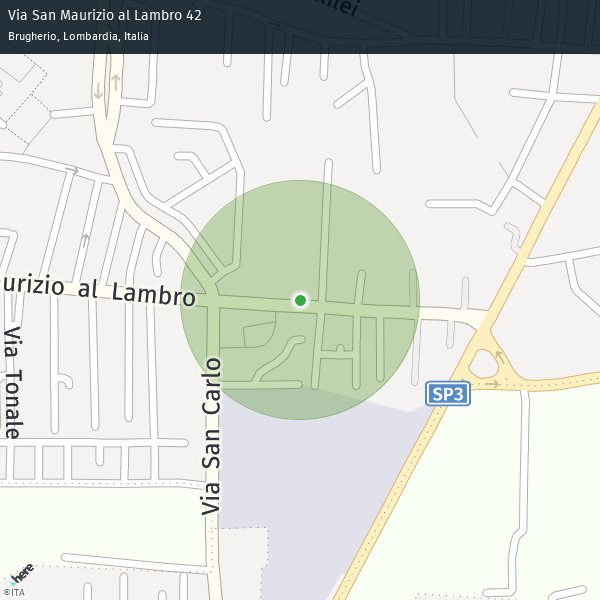 Via San Maurizio al Lambro 42
Brugherio, Lombardia, Italia
ilei
urizio al Lambro
Via Tonale
Via San Carlo
SP3
here
©ITA